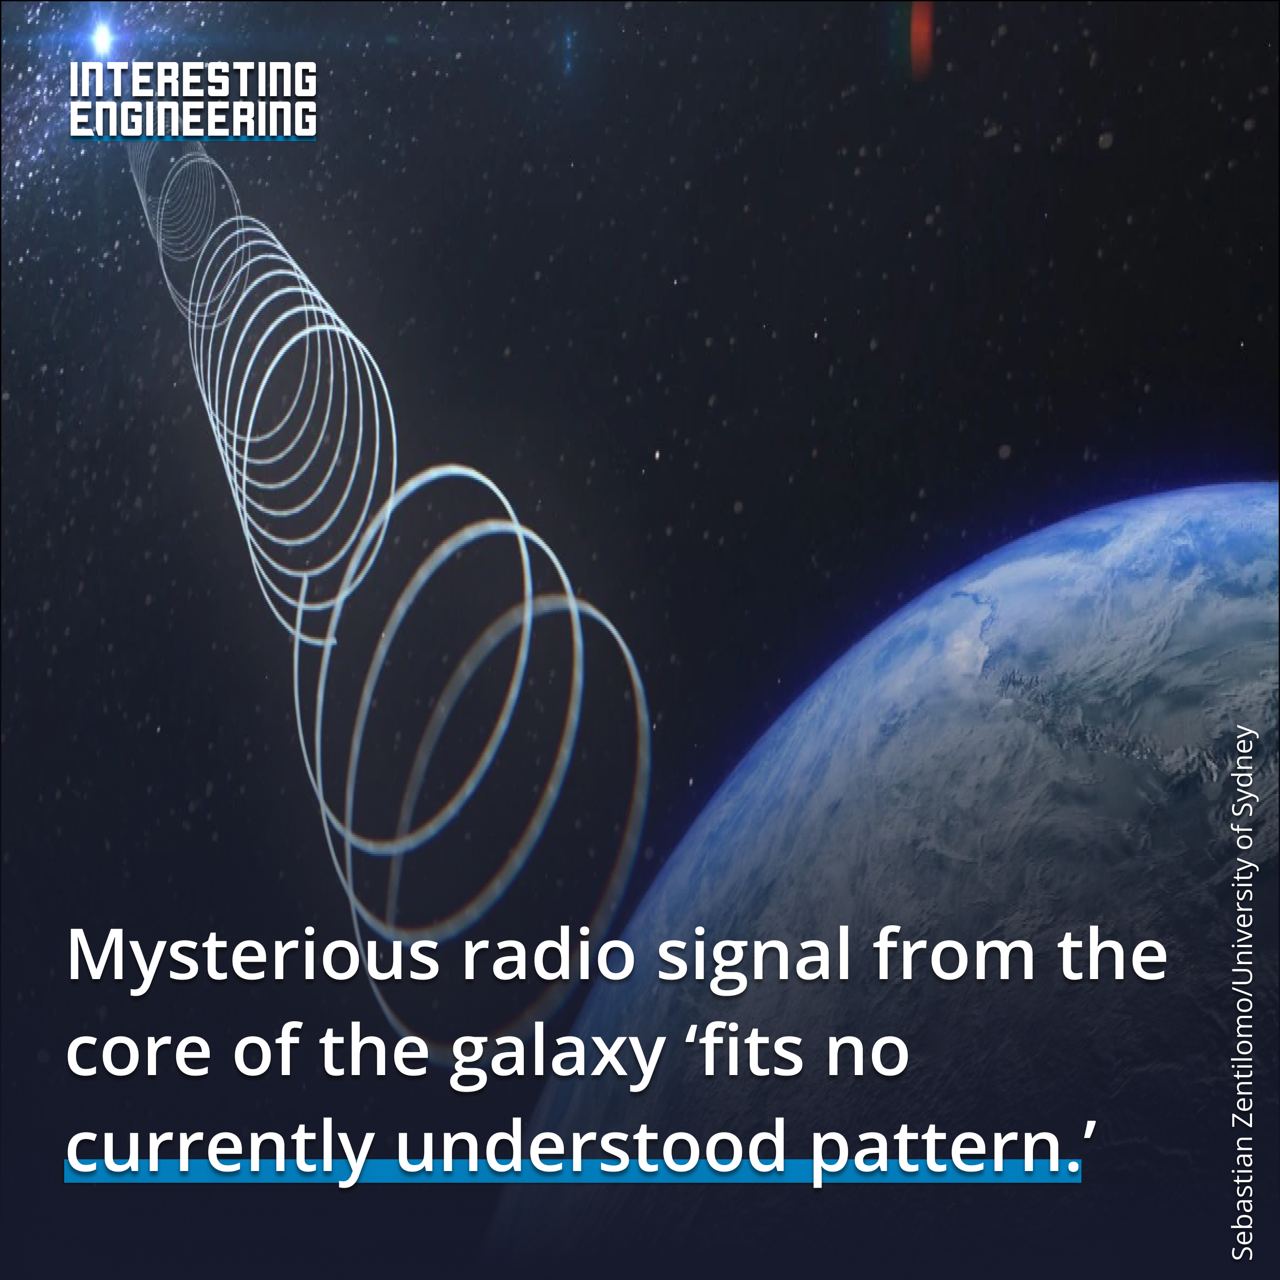 INTERESTING
ENGINEERING
Mysterious radio signal from the
core of the galaxy ‘fits no
currently understood pattern.’
Sebastian Zentilomo/University of Sydney